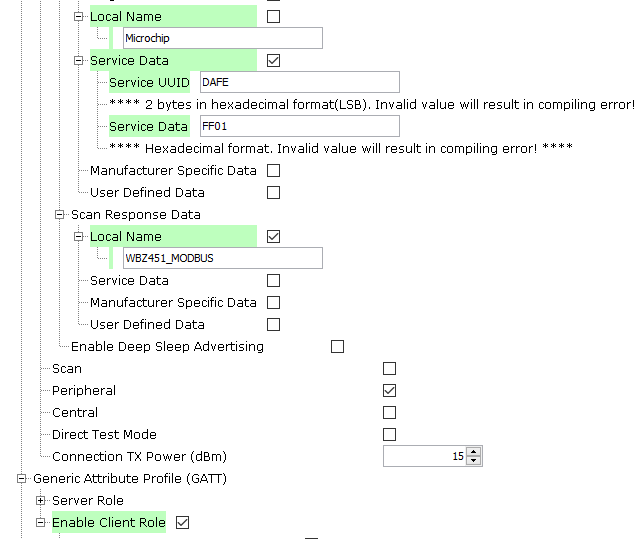 Local Name
Microchip
Service Data
Service UUID DAFE
**** 2 bytes in hexadecimal format(LSB). Invalid value will result in compiling error!
Service Data FF01
**** Hexadecimal format. Invalid value will result in compiling error! ****
Manufacturer Specific Data
User Defined Data
Scan Response Data
Local Name
WBZ451_MODBUS
Service Data
Manufacturer Specific Data
User Defined Data
Enable Deep Sleep Advertising
Scan
Peripheral
Central
Direct Test Mode
Connection TX Power (dBm) 15
Generic Attribute Profile (GATT)
Server Role
Enable Client Role